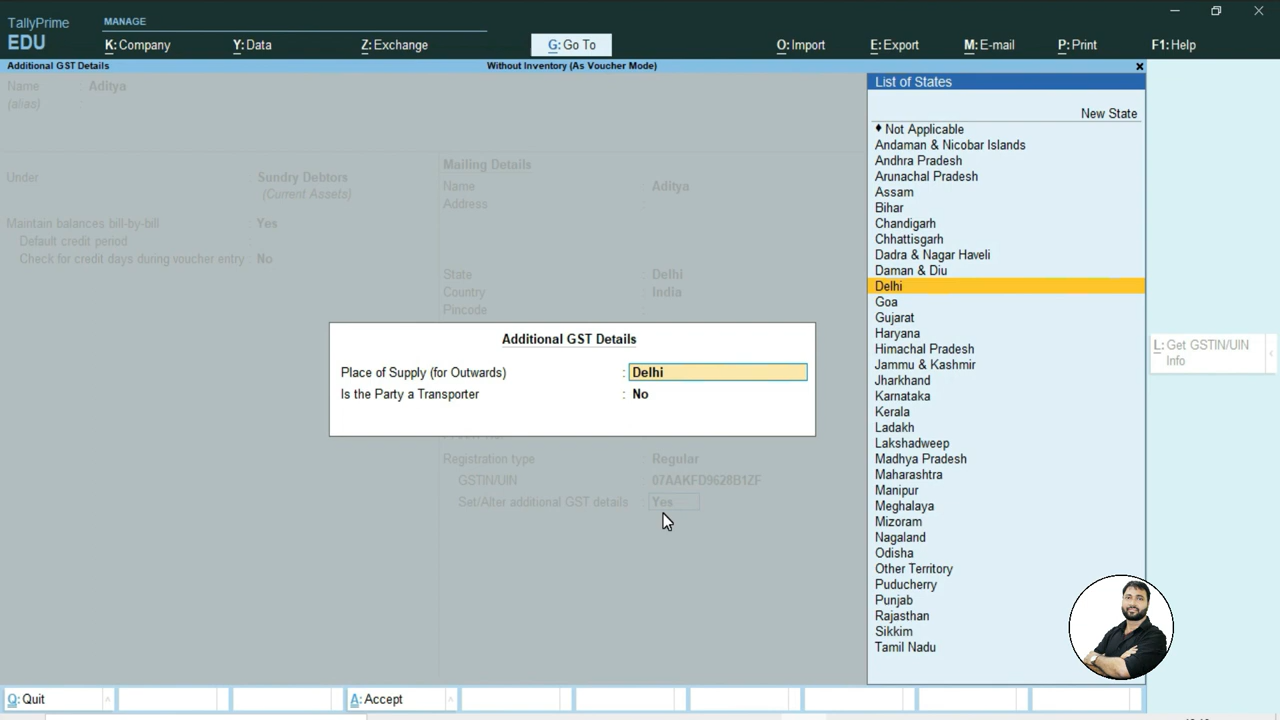 TallyPrime
EDU
MANAGE
K: Company
Y: Data
Z: Exchange
G: Go To
O: Import
E: Export
M: E-mail
P: Print
F1: Help
Additional GST Details
Without Inventory (As Voucher Mode)
Name : Aditya
(alias) :
Under Sundry Debtors
(Current Assets)
Maintain balances bill-by-bill Yes
Default credit period
Check for credit days during voucher entry : No
Mailing Details
Name : Aditya
Address :
State : Delhi
Country : India
Pincode :
Additional GST Details
Place of Supply (for Outwards) : Delhi
Is the Party a Transporter : No
Registration type : Regular
GSTIN/UIN : 07AAKFD9628B1ZF
Set/Alter additional GST details : Yes
List of States
New State
♦ Not Applicable
Andaman & Nicobar Islands
Andhra Pradesh
Arunachal Pradesh
Assam
Bihar
Chandigarh
Chhattisgarh
Dadra & Nagar Haveli
Daman & Diu
Delhi
Goa
Gujarat
Haryana
Himachal Pradesh
Jammu & Kashmir
Jharkhand
Karnataka
Kerala
Ladakh
Lakshadweep
Madhya Pradesh
Maharashtra
Manipur
Meghalaya
Mizoram
Nagaland
Odisha
Other Territory
Puducherry
Punjab
Rajasthan
Sikkim
Tamil Nadu
L: Get GSTIN/UIN
Info
Q: Quit
A: Accept